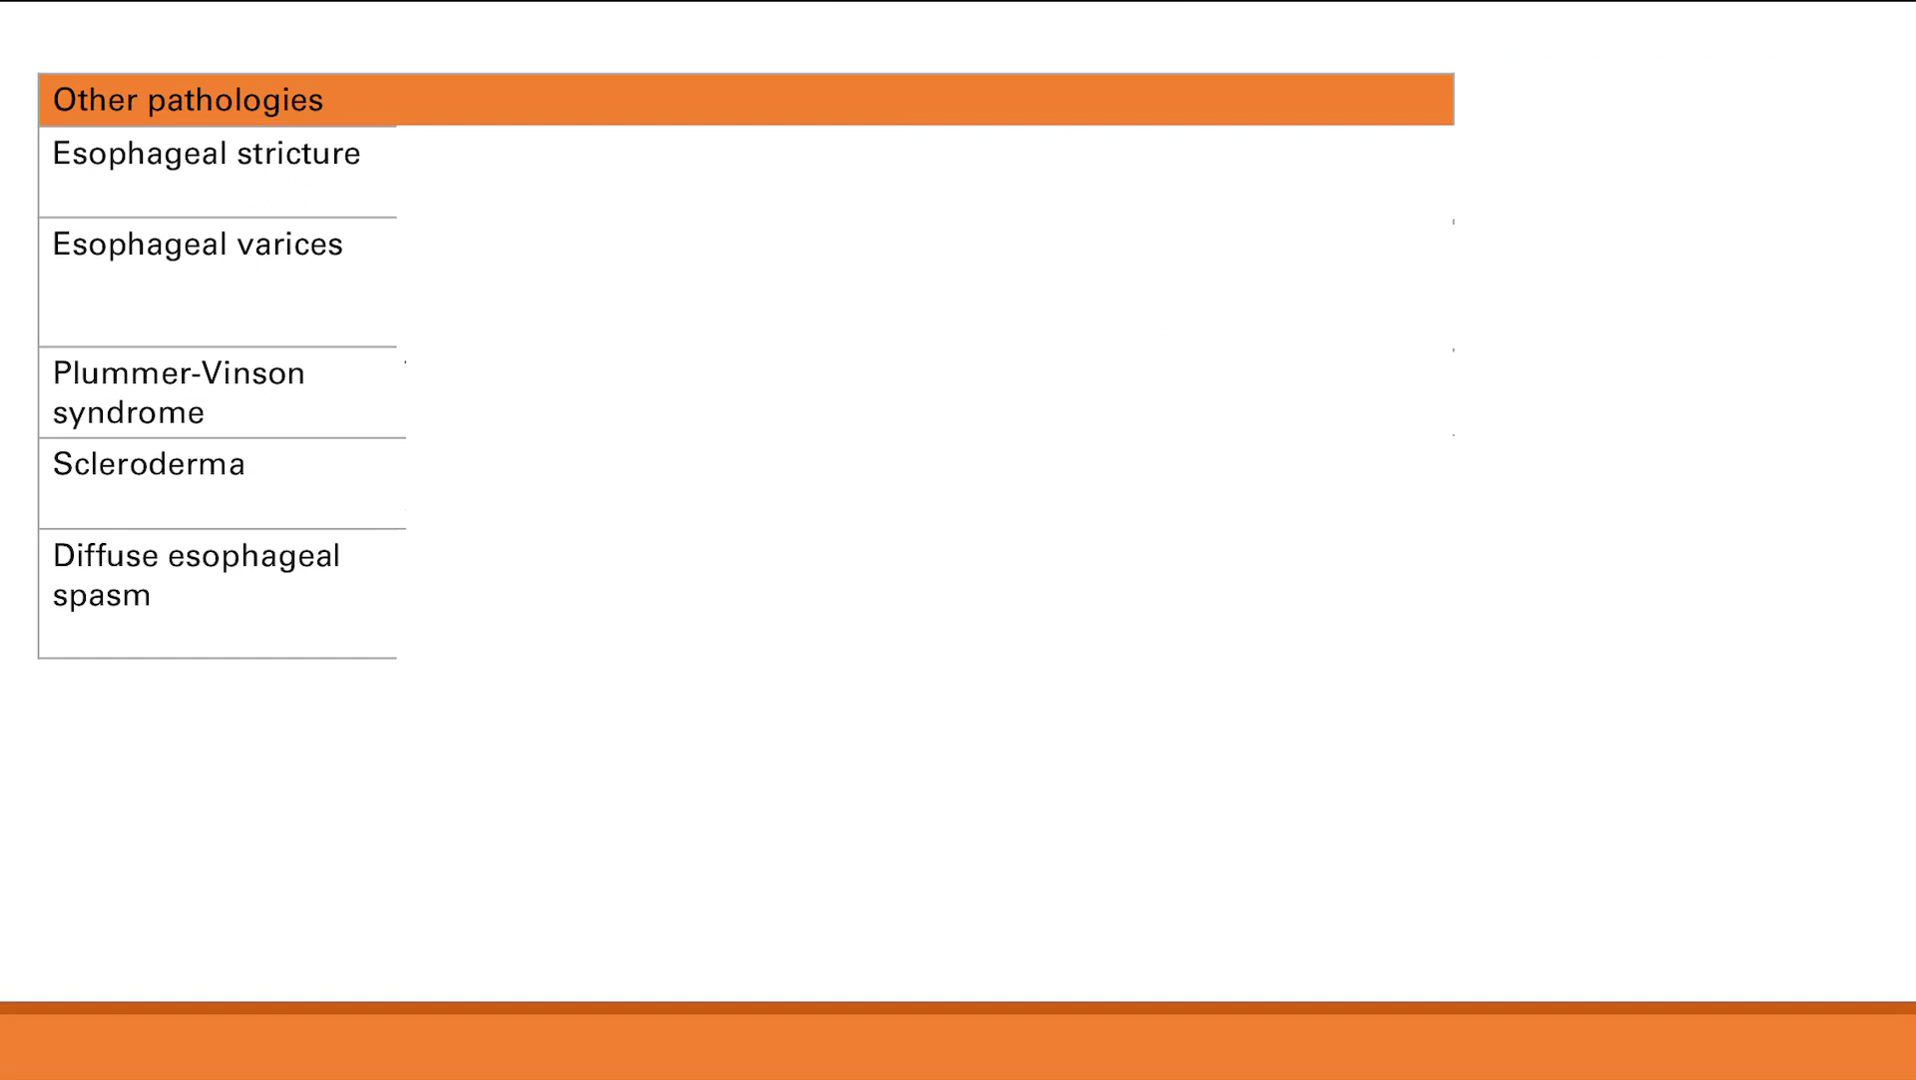 Other pathologies
Esophageal stricture
Esophageal varices
Plummer-Vinson
syndrome
Scleroderma
Diffuse esophageal
spasm